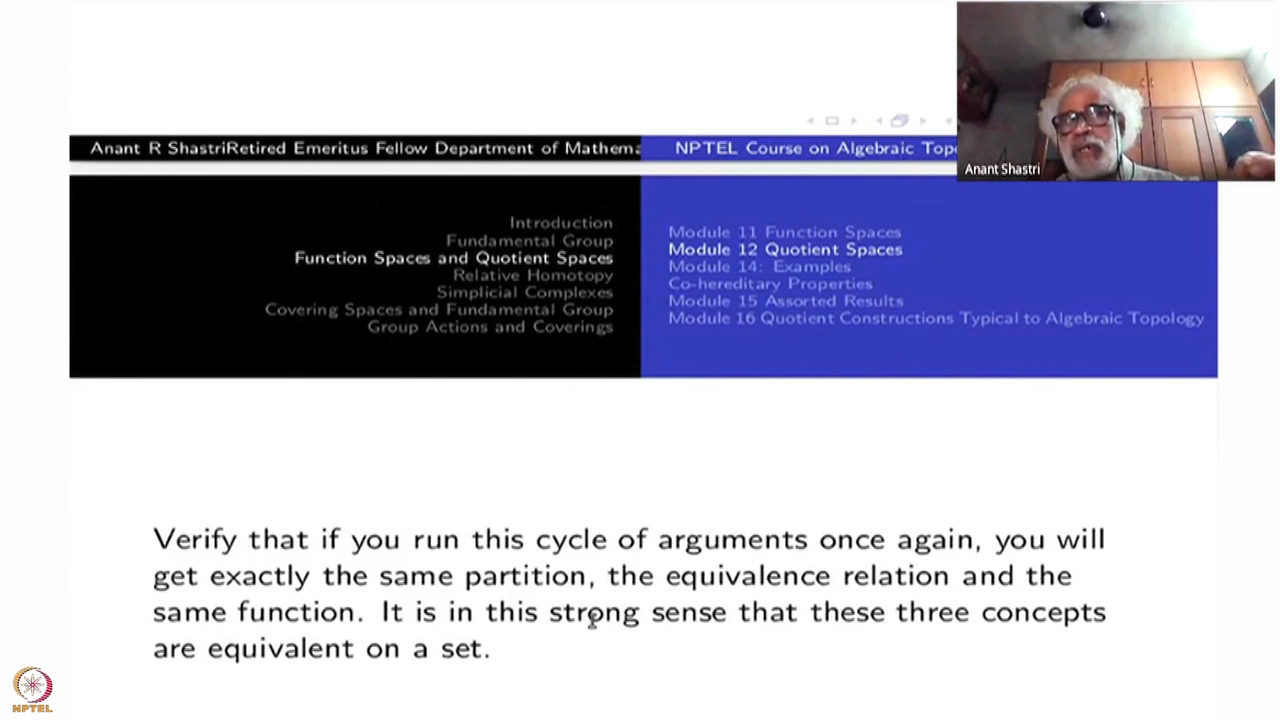 Anant Shastri
Anant R ShastriRetired Emeritus Fellow Department of Mathema
NPTEL Course on Algebraic Topo
Introduction
Fundamental Group
Function Spaces and Quotient Spaces
Relative Homotopy
Simplicial Complexes
Covering Spaces and Fundamental Group
Group Actions and Coverings
Module 11 Function Spaces
Module 12 Quotient Spaces
Module 14: Examples
Co-hereditary Properties
Module 15 Assorted Results
Module 16 Quotient Constructions Typical to Algebraic Topology
Verify that if you run this cycle of arguments once again, you will
get exactly the same partition, the equivalence relation and the
same function. It is in this strong sense that these three concepts
are equivalent on a set.
NPTEL